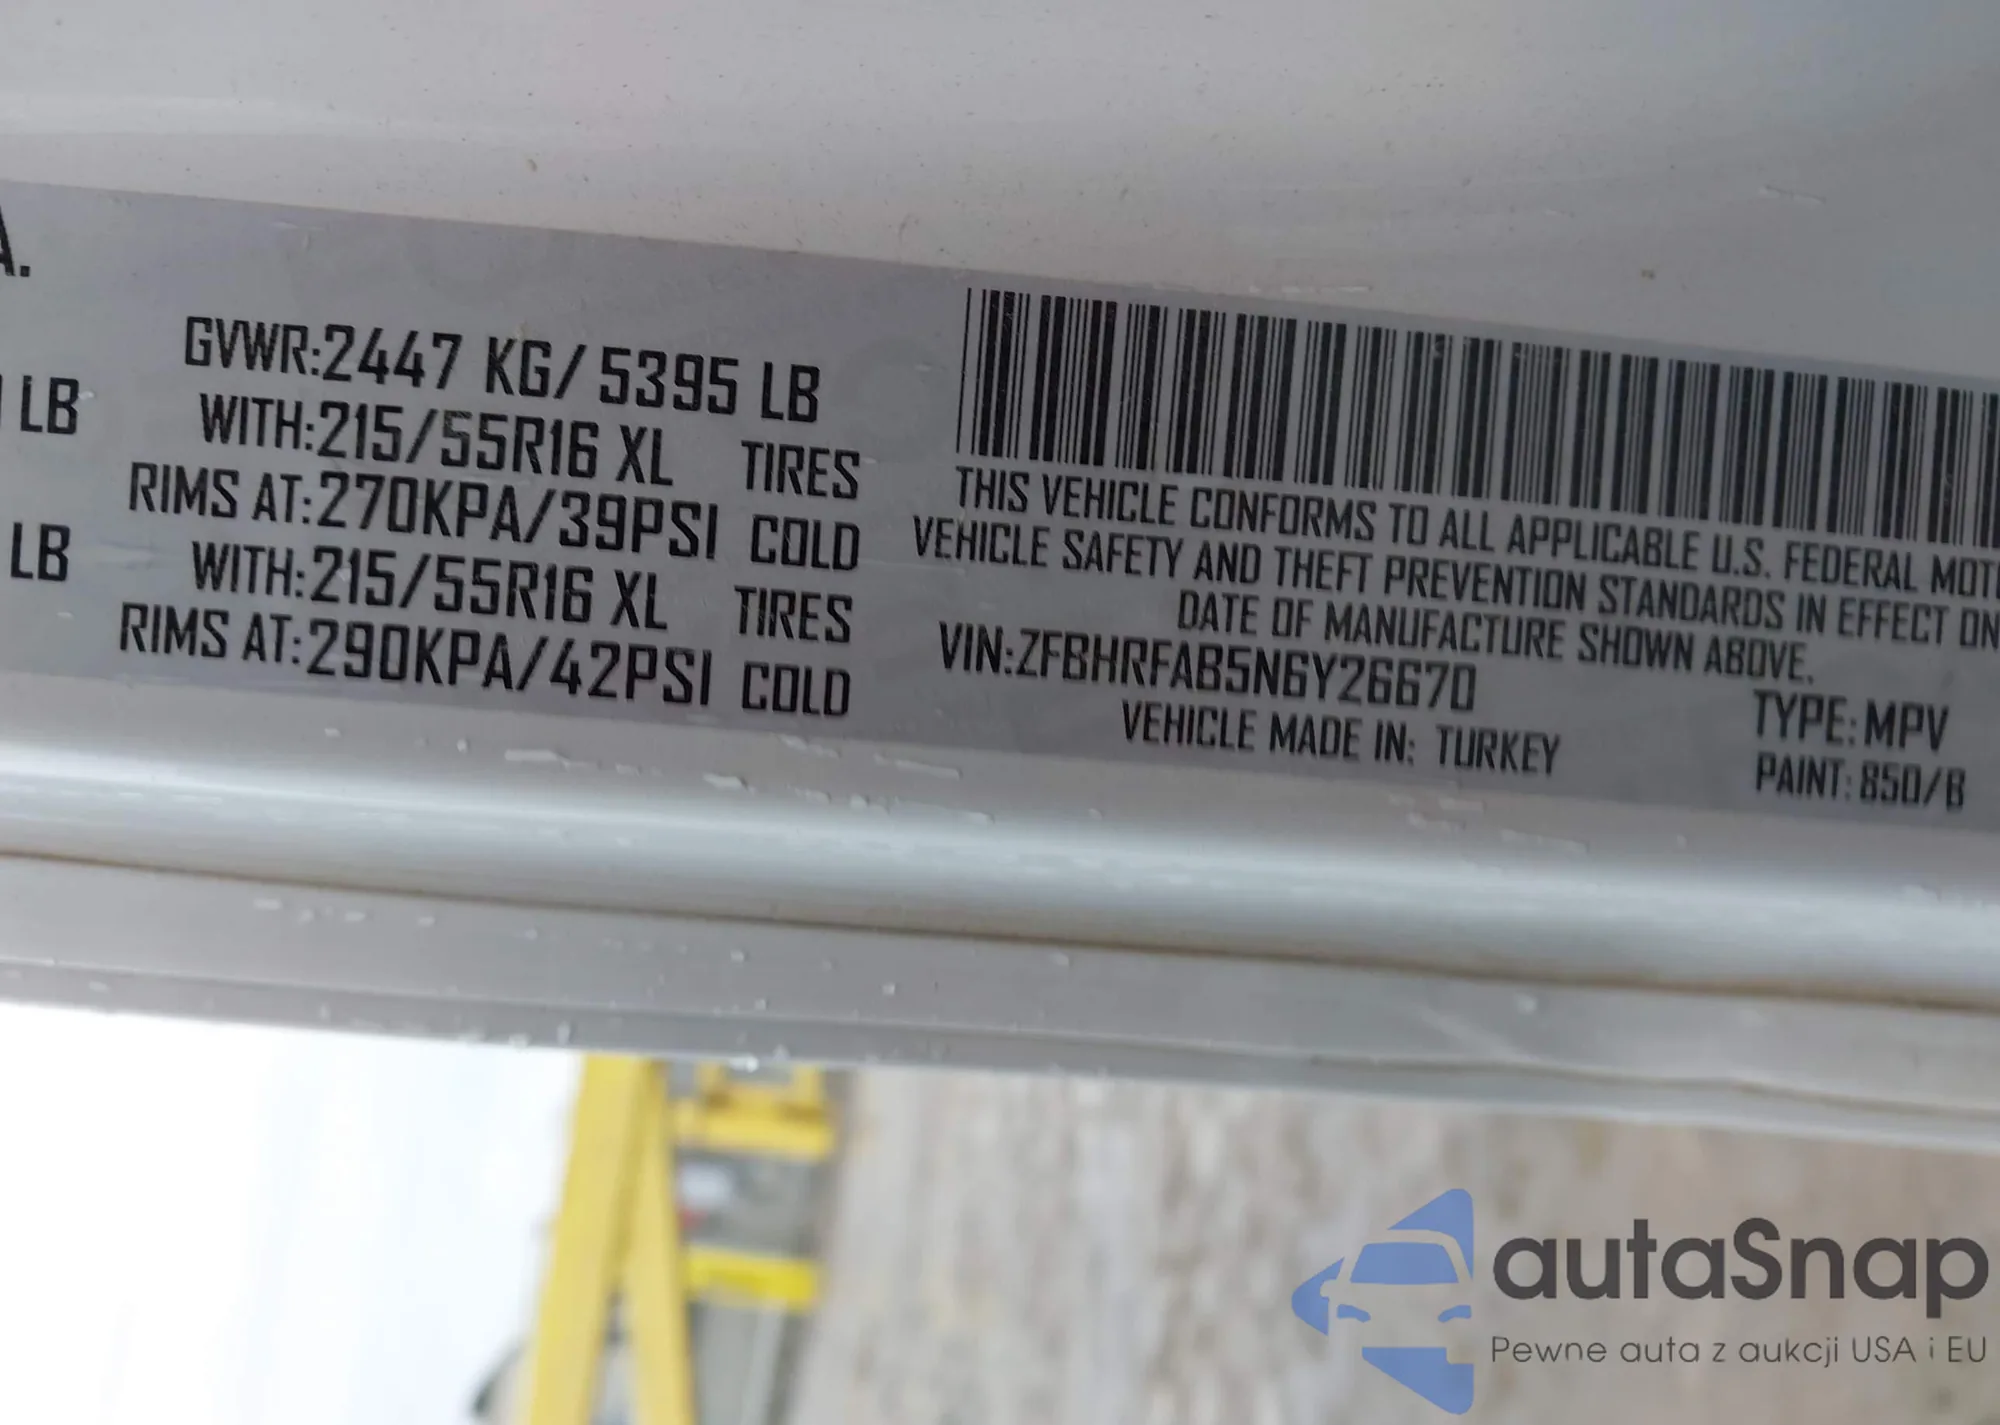 A.
LB
LB
GVWR:2447 KG/ 5395 LB
WITH:215/55R16 XL TIRES
RIMS AT:270KPA/39PSI COLD
WITH:215/55R16 XL TIRES
RIMS AT:290KPA/42PSI COLD
THIS VEHICLE CONFORMS TO ALL APPLICABLE U.S. FEDERAL MOT
VEHICLE SAFETY AND THEFT PREVENTION STANDARDS IN EFFECT ON
DATE OF MANUFACTURE SHOWN ABOVE.
VIN:ZFBHRFAB5N6Y26670
TYPE: MPV
VEHICLE MADE IN: TURKEY
PAINT: 850/B
autaSnap
Pewne auta z aukcji USA i EU